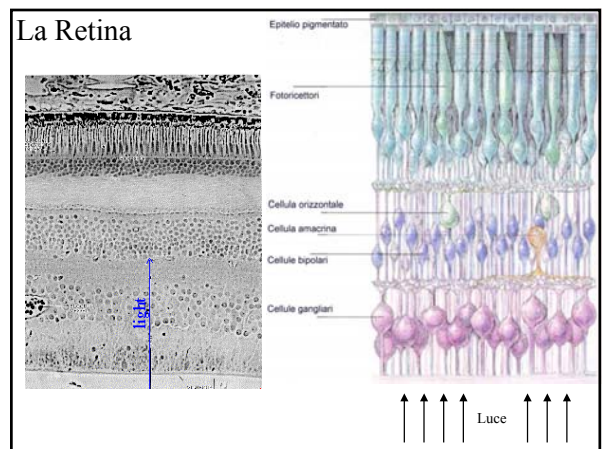 La Retina
Epitelio pigmentato
Fotoricettori
Cellula orizzontale
Cellula amacrina
Cellule bipolari
Cellule gangliari
light
Luce